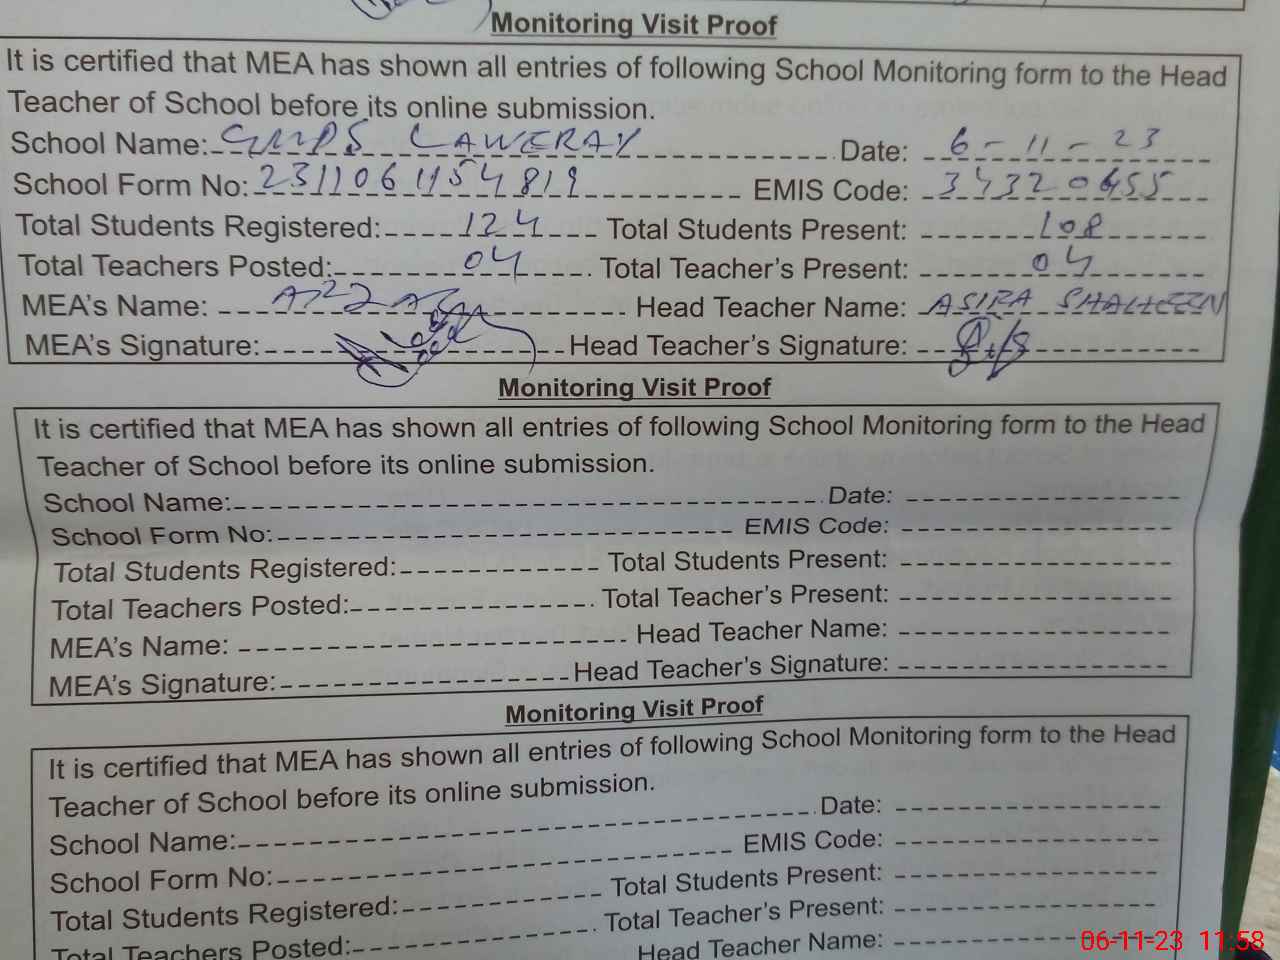 Monitoring Visit Proof
It is certified that MEA has shown all entries of following School Monitoring form to the Head
Teacher of School before its online submission.
School Name: GMPS LAWERAY Date: 6-11-23
School Form No: 2311061154819 EMIS Code: 34320455
Total Students Registered: 124 Total Students Present: 108
Total Teachers Posted: 04 Total Teacher's Present: 04
MEA's Name: Head Teacher Name: ASIRA SHAHEEN
MEA's Signature: Head Teacher's Signature:
Monitoring Visit Proof
It is certified that MEA has shown all entries of following School Monitoring form to the Head
Teacher of School before its online submission.
School Name: Date:
School Form No: EMIS Code:
Total Students Registered: Total Students Present:
Total Teachers Posted: Total Teacher's Present:
MEA's Name: Head Teacher Name:
MEA's Signature: Head Teacher's Signature:
Monitoring Visit Proof
It is certified that MEA has shown all entries of following School Monitoring form to the Head
Teacher of School before its online submission.
School Name: Date:
School Form No: EMIS Code:
Total Students Registered: Total Students Present:
Total Teachers Posted: Total Teacher's Present:
Head Teacher Name:
06-11-23 11:58